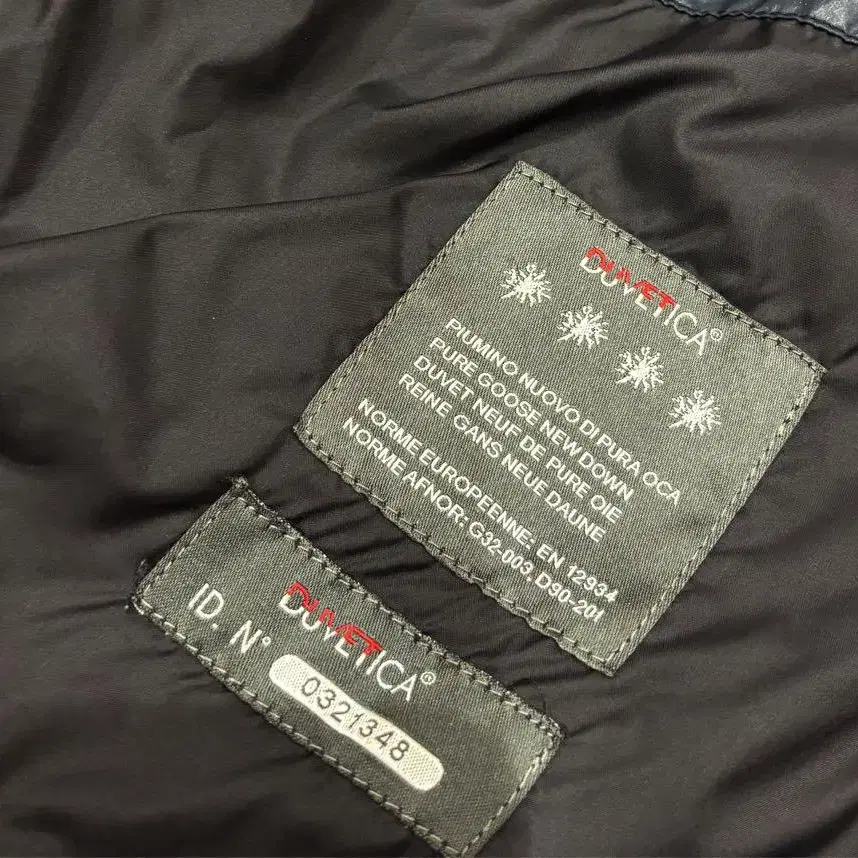 DUVETICA®
PIUMINO NUOVO DI PURA OCA
PURE GOOSE NEW DOWN
DUVET NEUF DE PURE OIE
REINE GANS NEUE DAUNE
NORME EUROPEENNE: EN 12934
NORME AFNOR: G32-003, D90-201
DUVETICA®
ID. N° 0321348